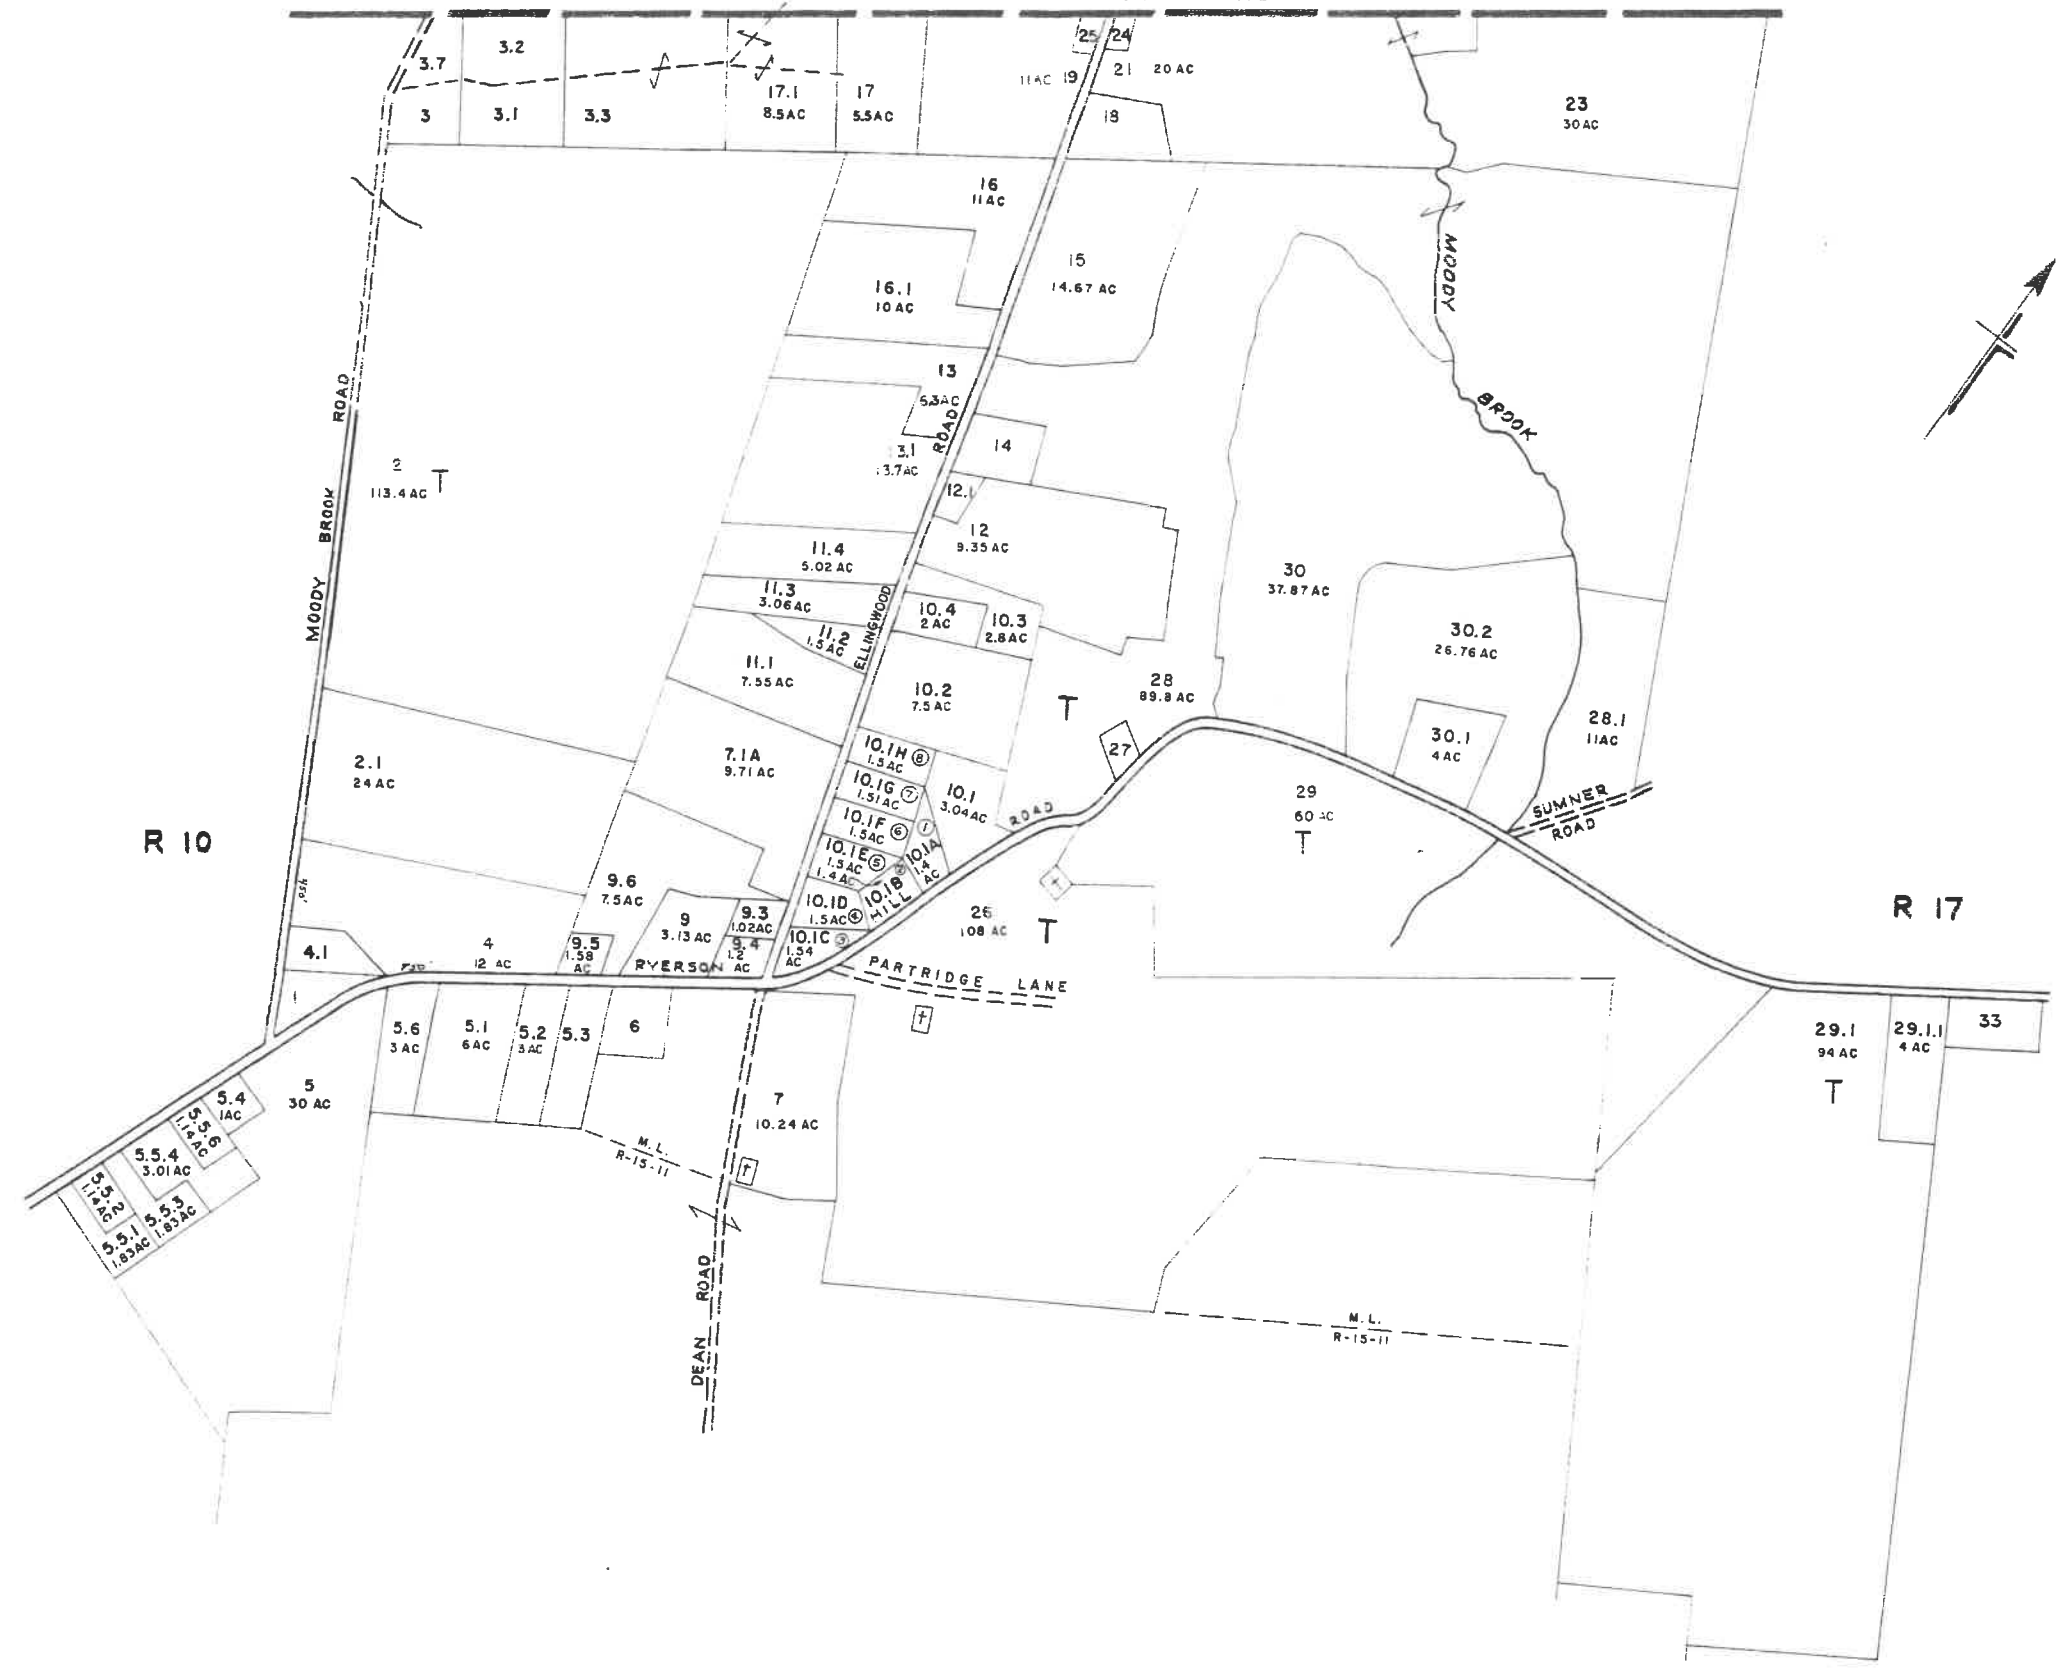 25
24
3.2
3.7
11 AC
19
21
20 AC
17.1
8.5 AC
17
5.5 AC
23
30 AC
3
3.1
3.3
18
16
11 AC
15
14.67 AC
MOODY
BROOK
16.1
10 AC
13
ROAD
ROAD
14
2
113.4 AC
T
12.1
12
9.35 AC
BROOK
MOODY
11.4
5.02 AC
11.3
3.06 AC
30
37.87 AC
10.4
2 AC
10.3
2.8 AC
ELLINGWOOD
11.2
1.5 AC
30.2
26.76 AC
11.1
7.55 AC
10.2
7.5 AC
28
89.8 AC
T
28.1
11 AC
30.1
4 AC
27
7.1A
9.71 AC
10.1H 8
1.5 AC
2.1
24 AC
10.1G 7
1.51 AC
10.1
3.04 AC
29
60 AC
T
SUMNER
ROAD
10.1F 6
1.5 AC
1
ROAD
R 10
10.1E 5
1.5 AC
1.4 AC
10.1A
1.4
AC
2
10.1B
HILL
9.6
7.5 AC
10.1D
1.5 AC 4
R 17
9
3.13 AC
9.3
1.02 AC
26
108 AC
T
4.1
4
12 AC
9.5
1.58
AC
9.4
1.2
AC
10.1C 3
1.54
AC
RYERSON
PARTRIDGE LANE
1
5.6
3 AC
5.1
6 AC
5.2
3 AC
5.3
6
29.1
94 AC
T
29.1.1
4 AC
33
5
30 AC
5.4
1 AC
7
10.24 AC
5.5.6
1.14 AC
M.L.
R-15-11
5.5.4
3.01 AC
5.5.2
1.14 AC
5.5.3
1.83 AC
5.5.1
1.83 AC
DEAN ROAD
M.L.
R-15-11